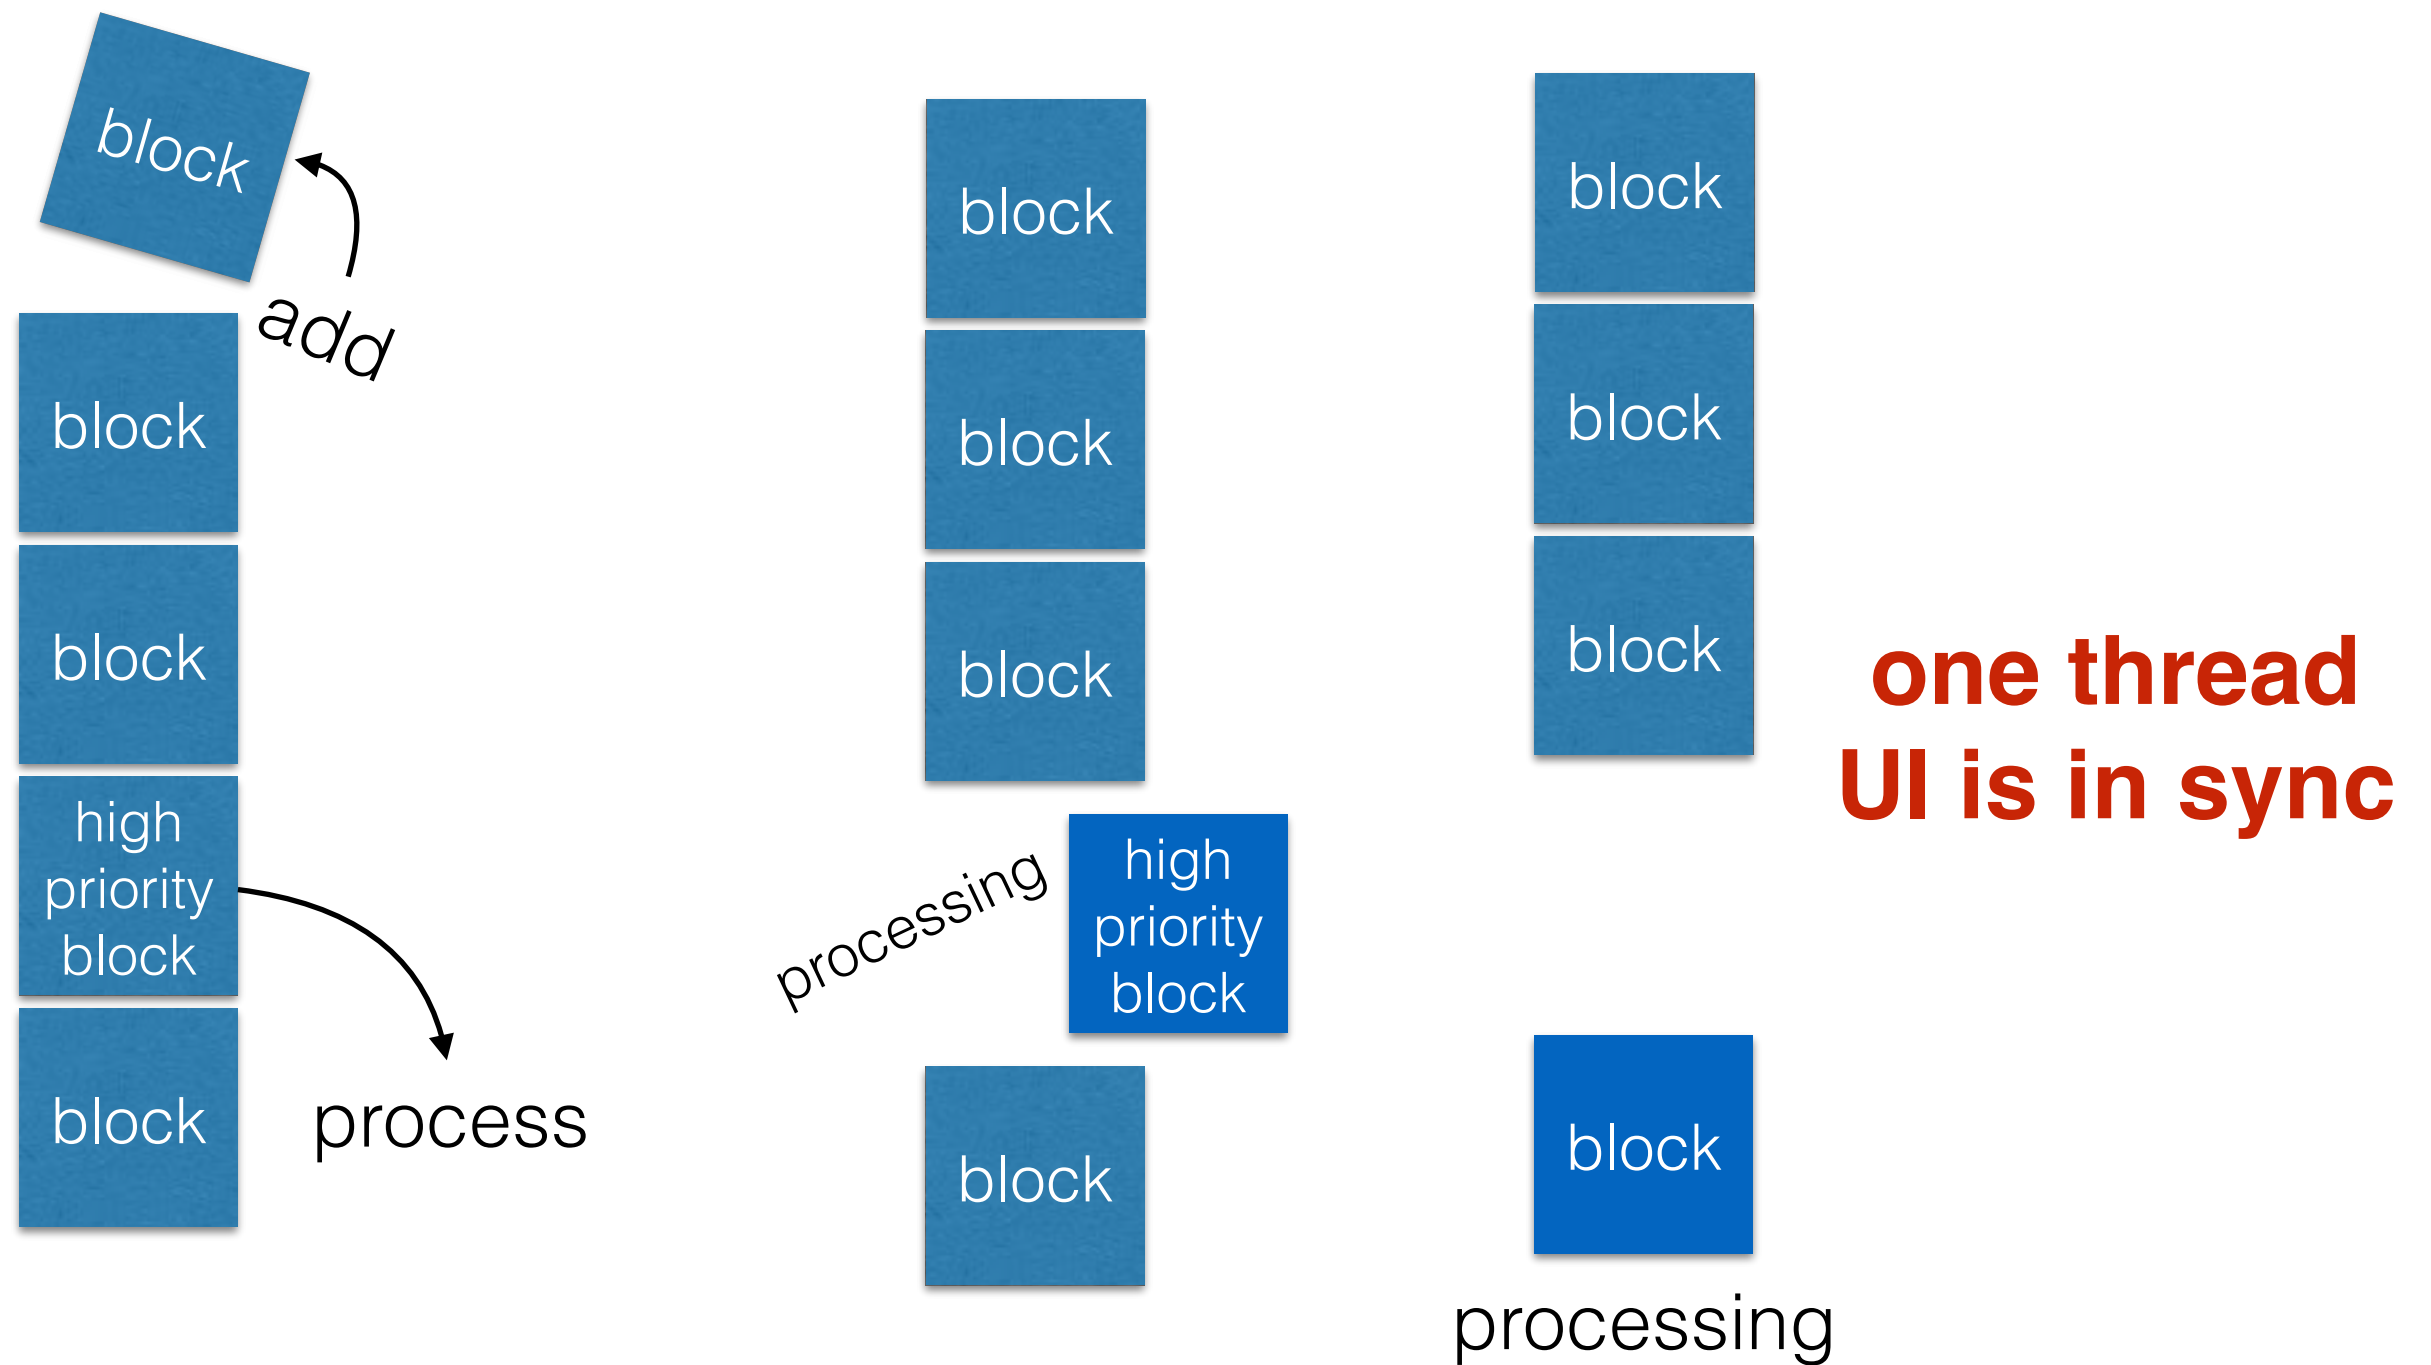 block
add
block
block
high
priority
block
process
block
block
block
block
processing
high
priority
block
block
block
block
block
block
processing
one thread
UI is in sync